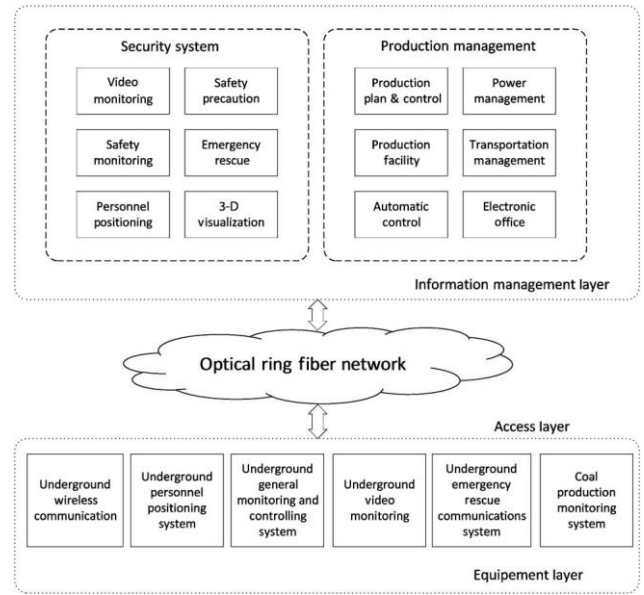 Security system
Video
monitoring
Safety
precaution
Safety
monitoring
Emergency
rescue
Personnel
positioning
3-D
visualization
Production management
Production
plan & control
Power
management
Production
facility
Transportation
management
Automatic
control
Electronic
office
Information management layer
Optical ring fiber network
Access layer
Underground
wireless
communication
Underground
personnel
positioning
system
Underground
general
monitoring and
controlling
system
Underground
video
monitoring
Underground
emergency
rescue
communications
system
Coal
production
monitoring
system
Equipement layer